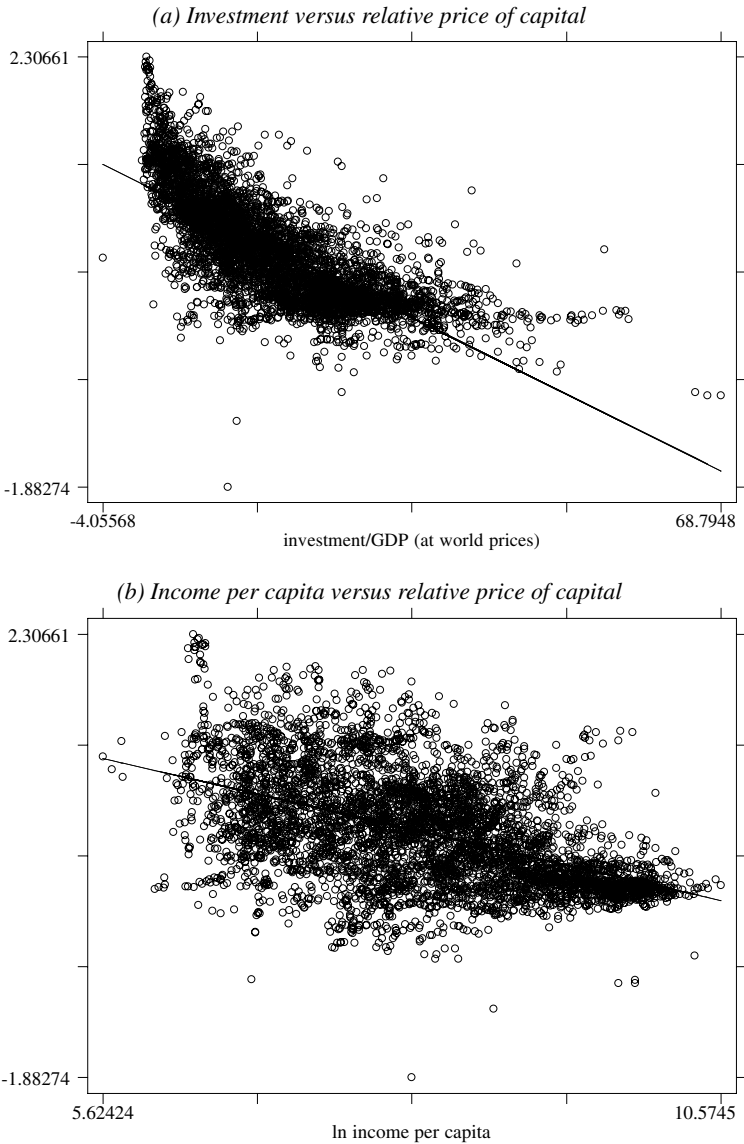 (a) Investment versus relative price of capital
2.30661
-1.88274
-4.05568 68.7948
investment/GDP (at world prices)
(b) Income per capita versus relative price of capital
2.30661
-1.88274
5.62424 10.5745
ln income per capita